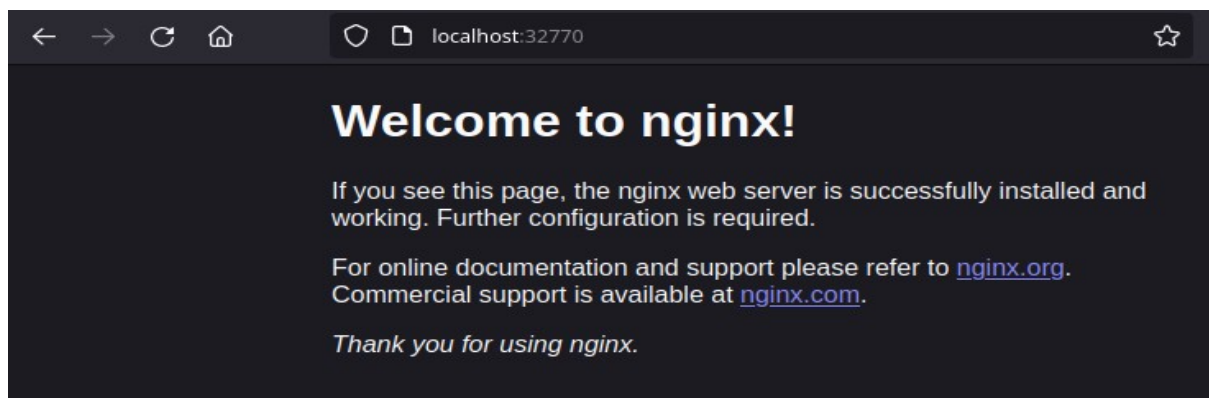 localhost:32770
Welcome to nginx!
If you see this page, the nginx web server is successfully installed and
working. Further configuration is required.
For online documentation and support please refer to nginx.org.
Commercial support is available at nginx.com.
Thank you for using nginx.